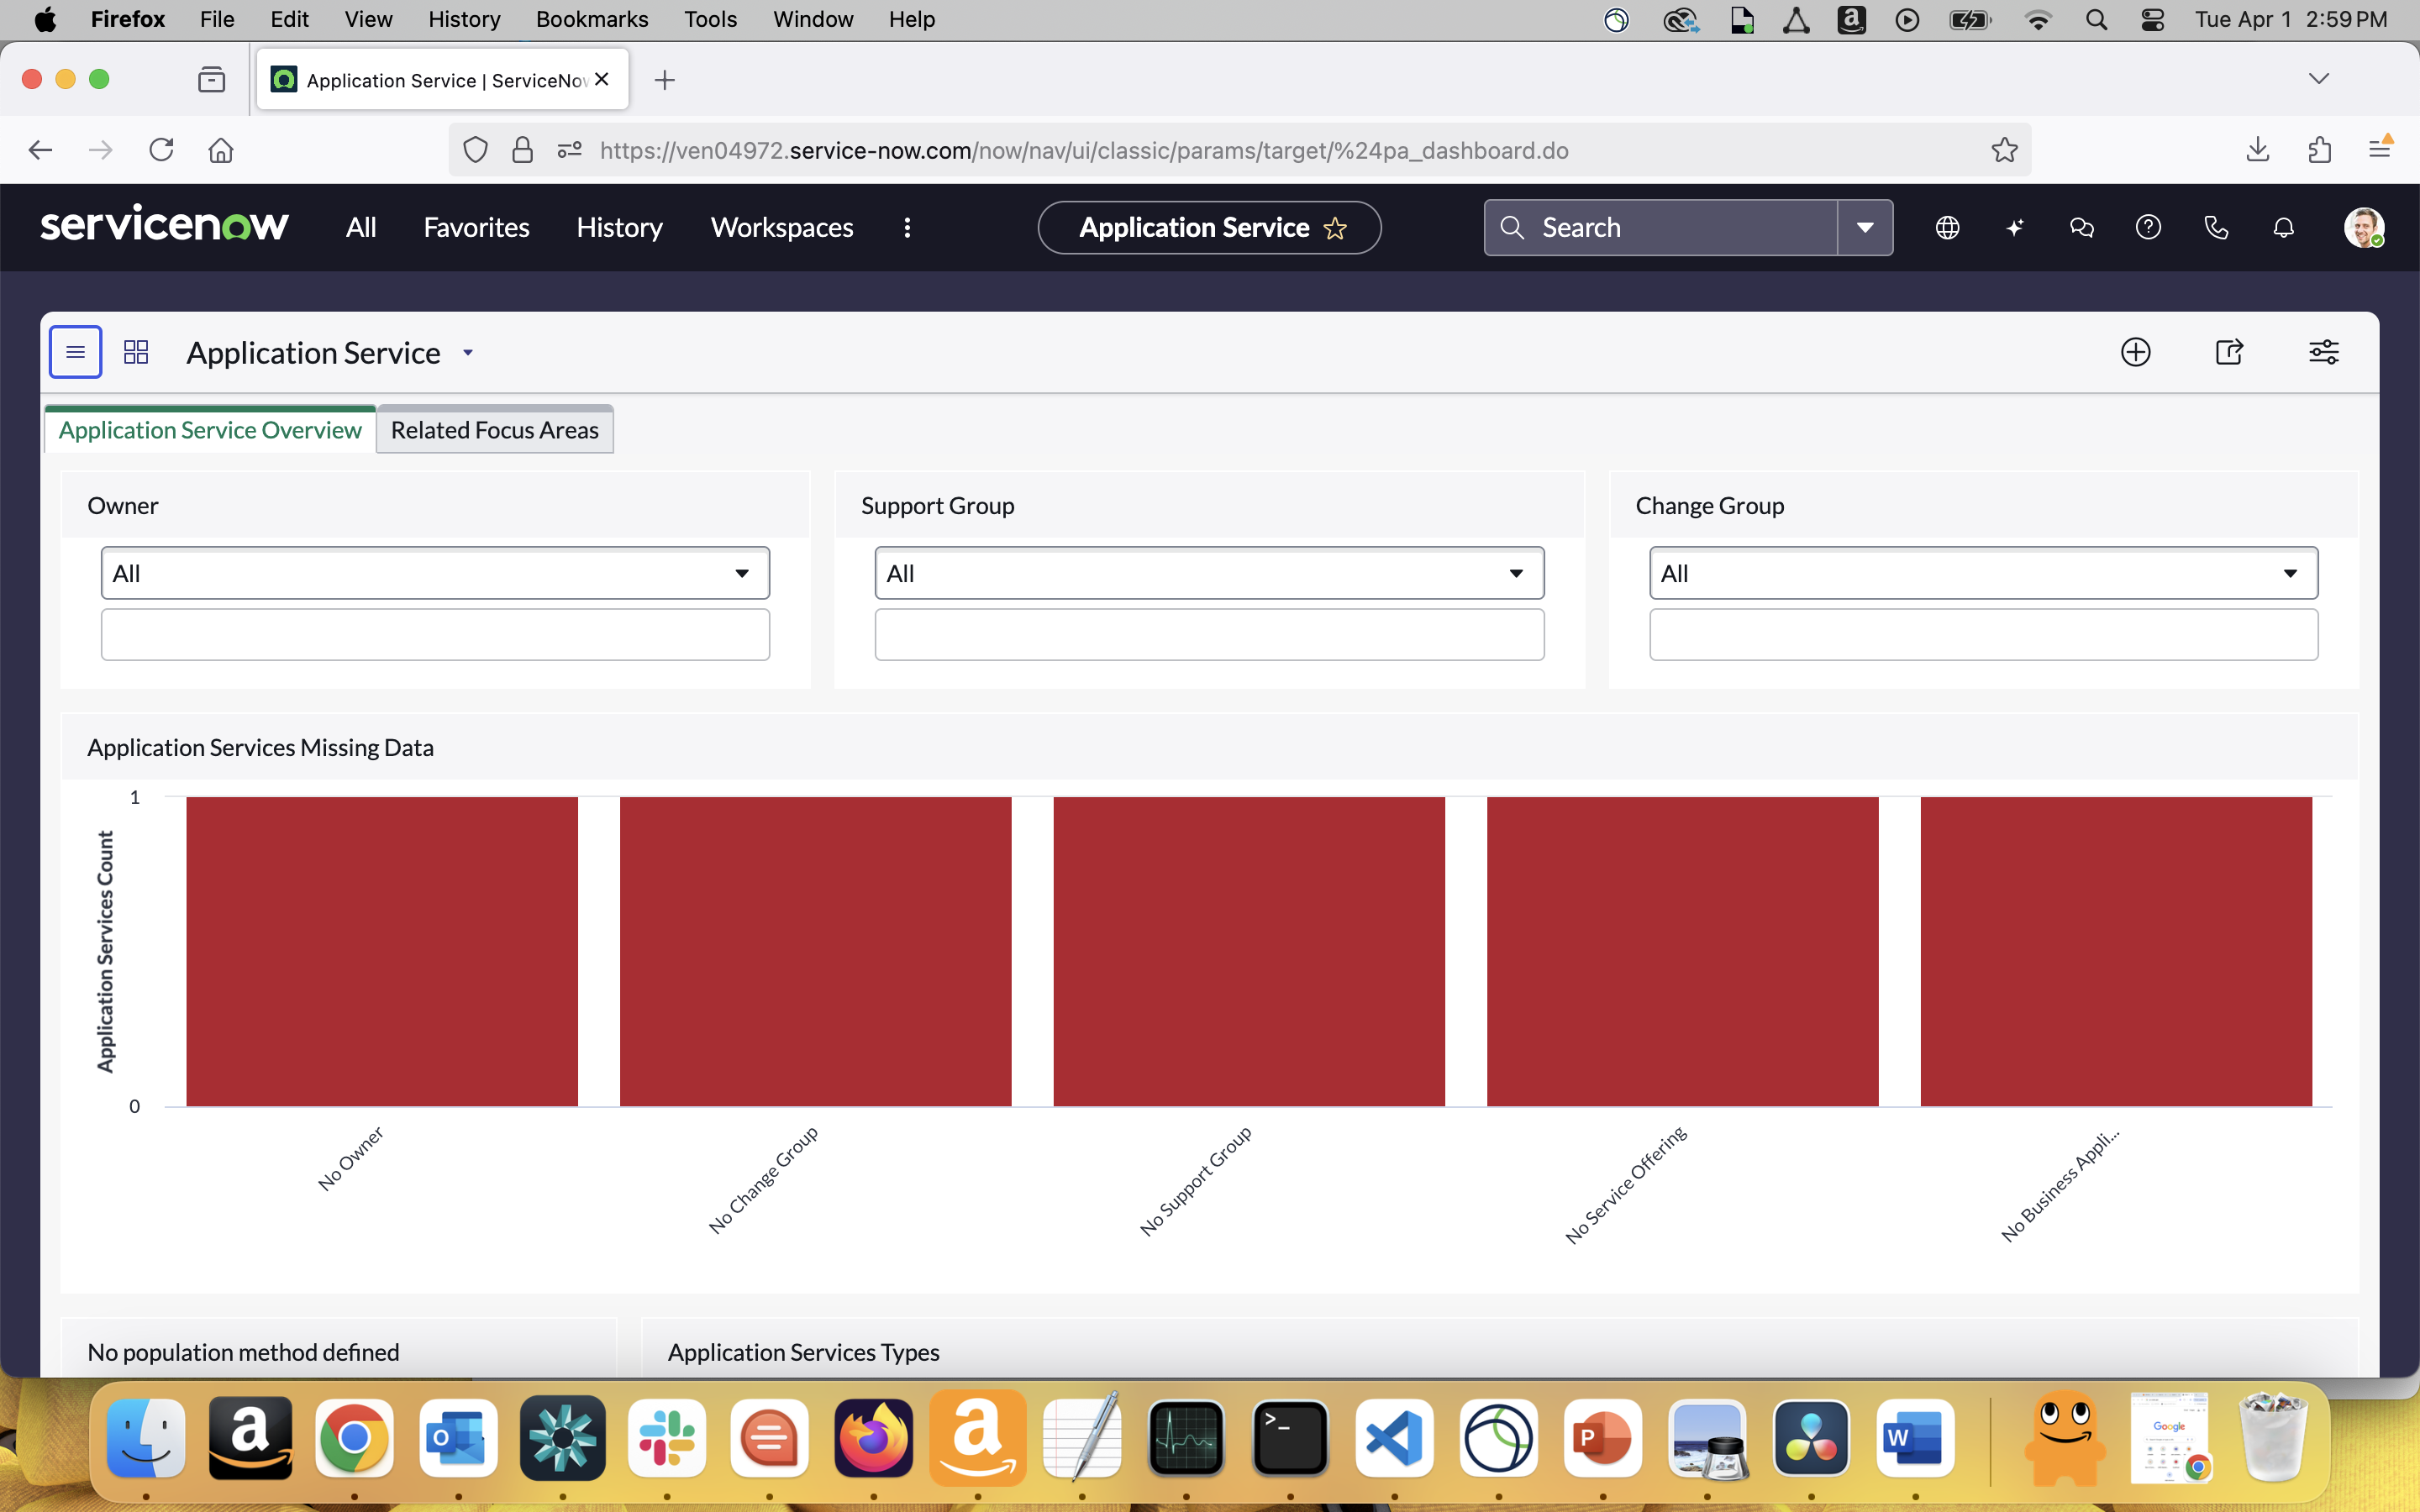 Firefox File Edit View History Bookmarks Tools Window Help
Tue Apr 1 2:59 PM
Application Service | ServiceNov
https://ven04972.service-now.com/now/nav/ui/classic/params/target/%24pa_dashboard.do
servicenow All Favorites History Workspaces
Application Service
Search
Application Service
Application Service Overview
Related Focus Areas
Owner
Support Group
Change Group
All
All
All
Application Services Missing Data
Application Services Count
1
0
No Owner
No Change Group
No Support Group
No Service Offering
No Business Appli...
No population method defined
Application Services Types